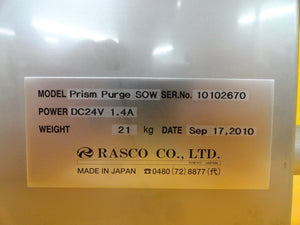 MODEL Prism Purge SOW SER.No. 10102670
POWER DC24V 1.4A
WEIGHT 21 kg DATE Sep 17,2010
RASCO CO.,LTD.
MADE IN JAPAN ☎0480(72)8877(代)